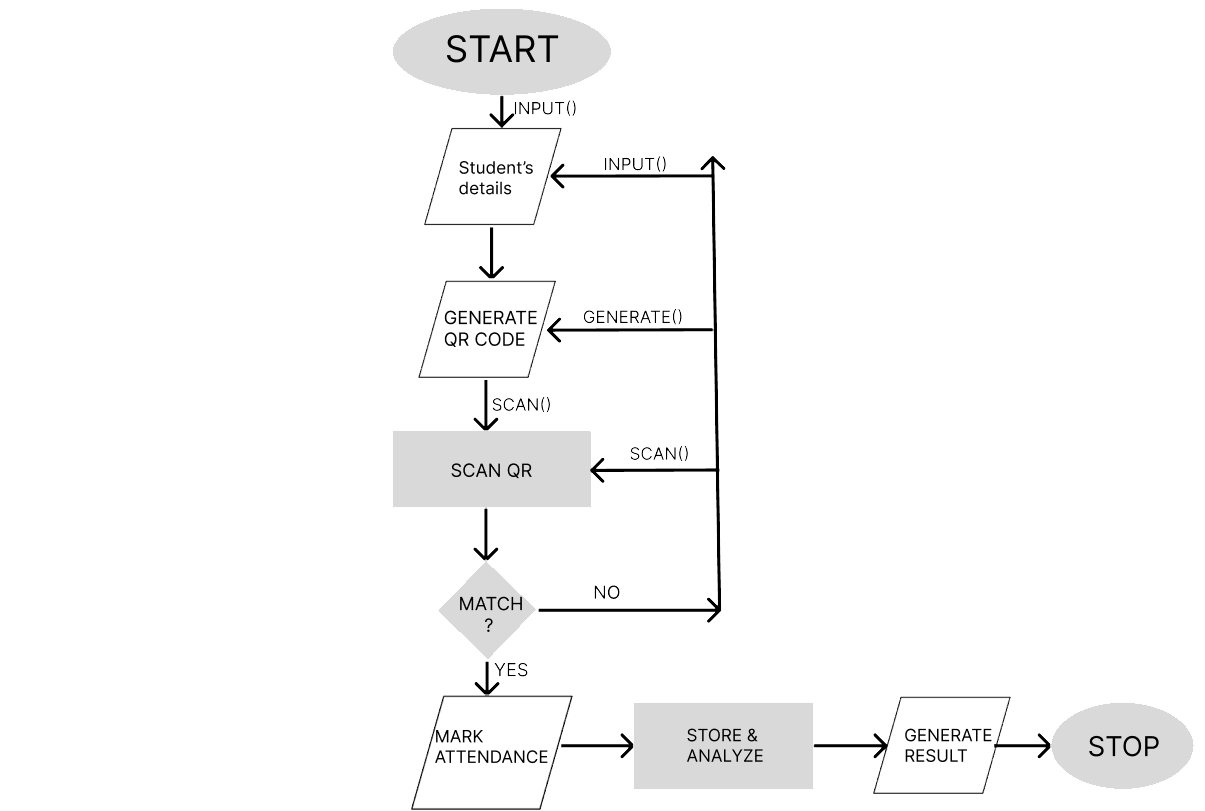 START
INPUT()
Student's
details
INPUT()
GENERATE
QR CODE
GENERATE()
SCAN()
SCAN QR
SCAN()
MATCH
?
NO
YES
MARK
ATTENDANCE
STORE &
ANALYZE
GENERATE
RESULT
STOP